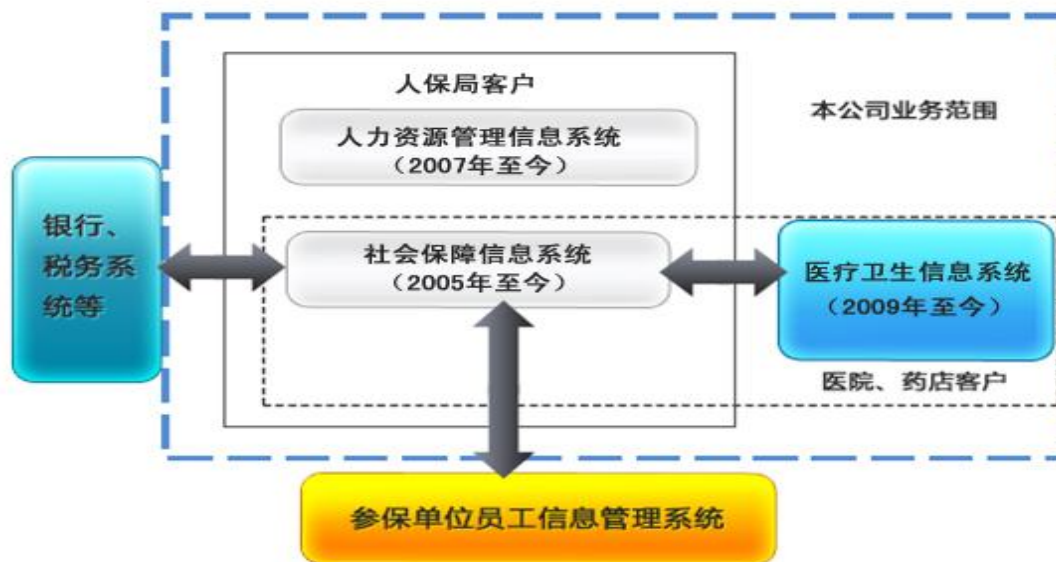 人保局客户
人力资源管理信息系统
（2007年至今）
本公司业务范围
银行、
税务系
统等
社会保障信息系统
（2005年至今）
医疗卫生信息系统
（2009年至今）
医院、药店客户
参保单位员工信息管理系统